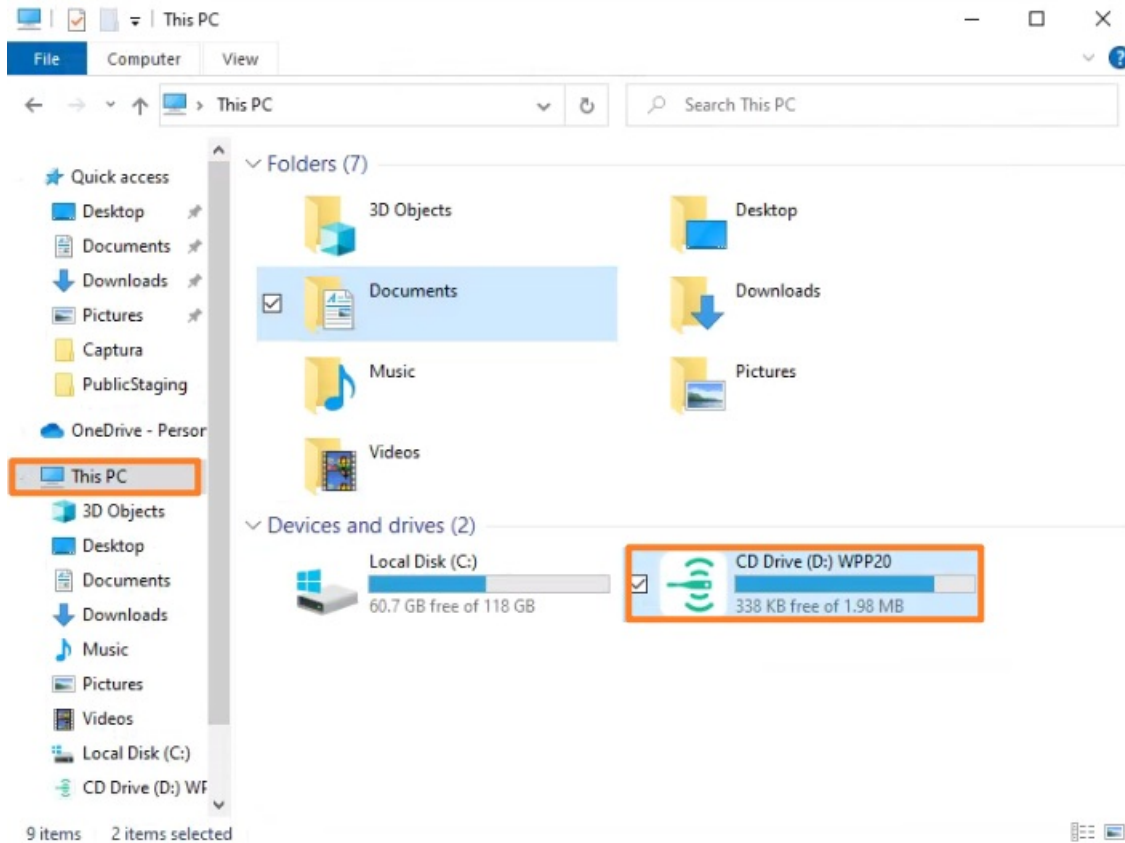 This PC
File Computer View
This PC
Search This PC
Quick access
Desktop
Documents
Downloads
Pictures
Captura
PublicStaging
OneDrive - Person
This PC
3D Objects
Desktop
Documents
Downloads
Music
Pictures
Videos
Local Disk (C:)
CD Drive (D:) WP
Folders (7)
3D Objects
Desktop
Documents
Downloads
Music
Pictures
Videos
Devices and drives (2)
Local Disk (C:)
60.7 GB free of 118 GB
CD Drive (D:) WPP20
338 KB free of 1.98 MB
9 items 2 items selected